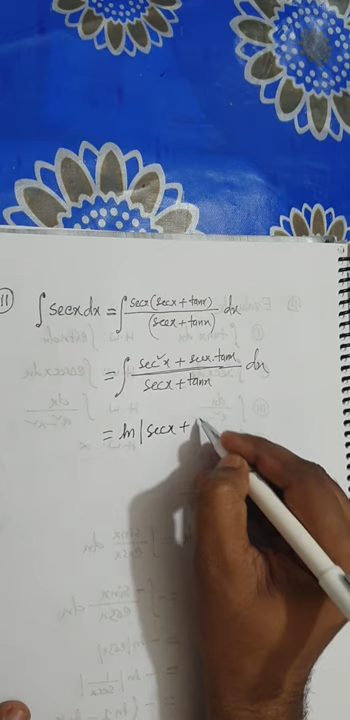 (11) ∫ secx dx = ∫ secx(secx + tanx) / (secx + tanx) dx
= ∫ sec²x + secx.tanx / secx + tanx dx
= ln | secx +